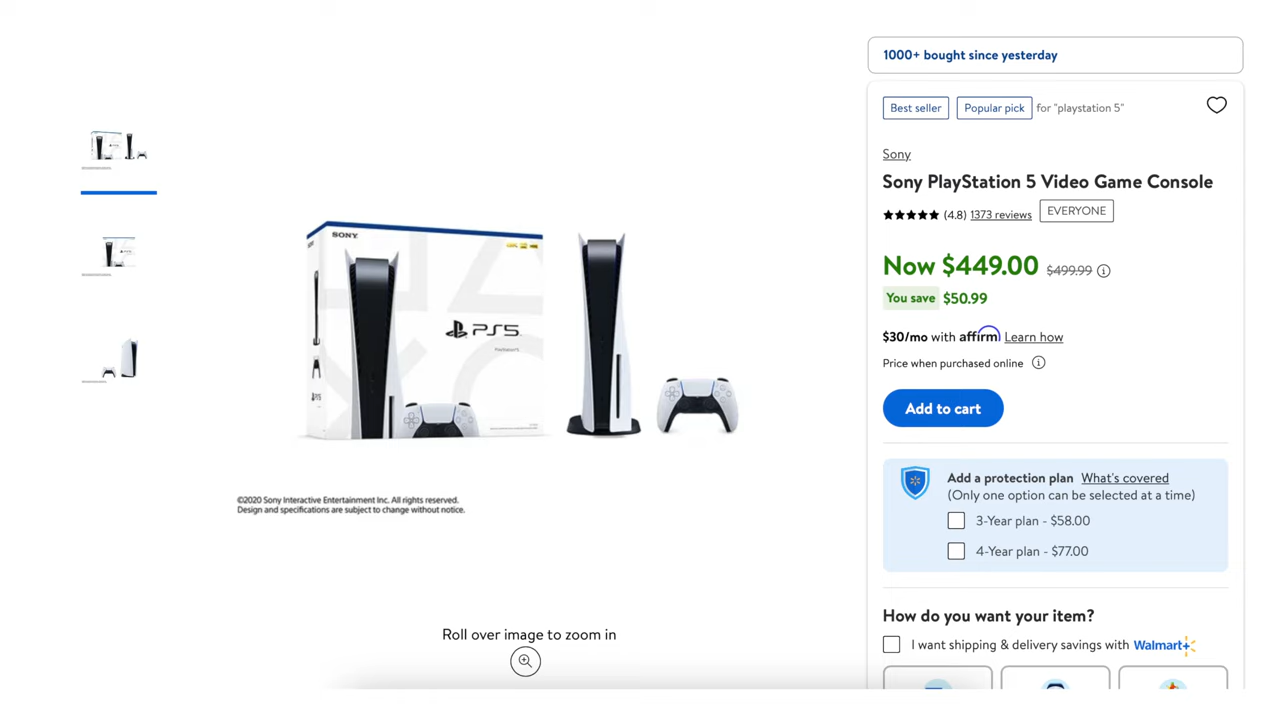 1000+ bought since yesterday
Best seller
Popular pick
for "playstation 5"
Sony
Sony PlayStation 5 Video Game Console
(4.8) 1373 reviews
EVERYONE
Now $449.00 $499.99
You save $50.99
$30/mo with affirm Learn how
Price when purchased online
Add to cart
Add a protection plan What's covered
(Only one option can be selected at a time)
3-Year plan - $58.00
4-Year plan - $77.00
How do you want your item?
I want shipping & delivery savings with Walmart+
SONY
PS5
PlayStation5
©2020 Sony Interactive Entertainment Inc. All rights reserved.
Design and specifications are subject to change without notice.
Roll over image to zoom in